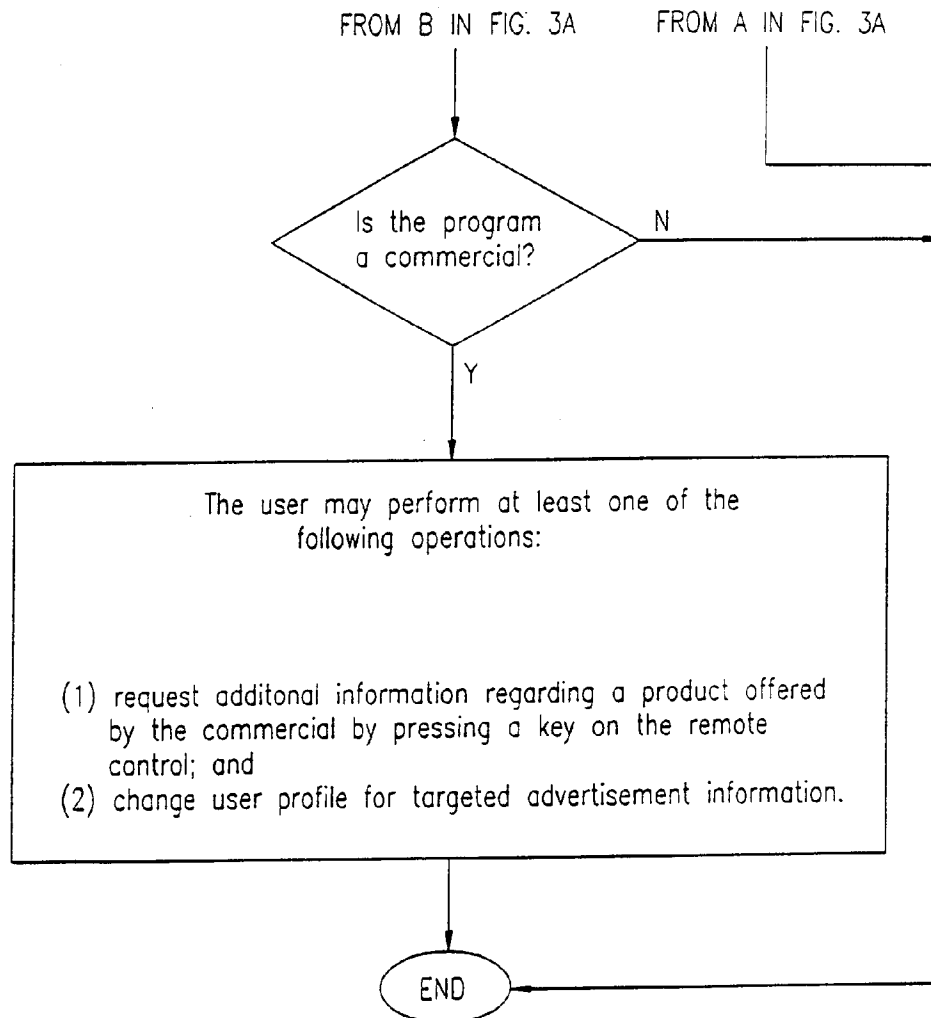 FROM B IN FIG. 3A
FROM A IN FIG. 3A
Is the program
a commercial?
N
Y
The user may perform at least one of the
following operations:
(1) request additonal information regarding a product offered
by the commercial by pressing a key on the remote
control; and
(2) change user profile for targeted advertisement information.
END